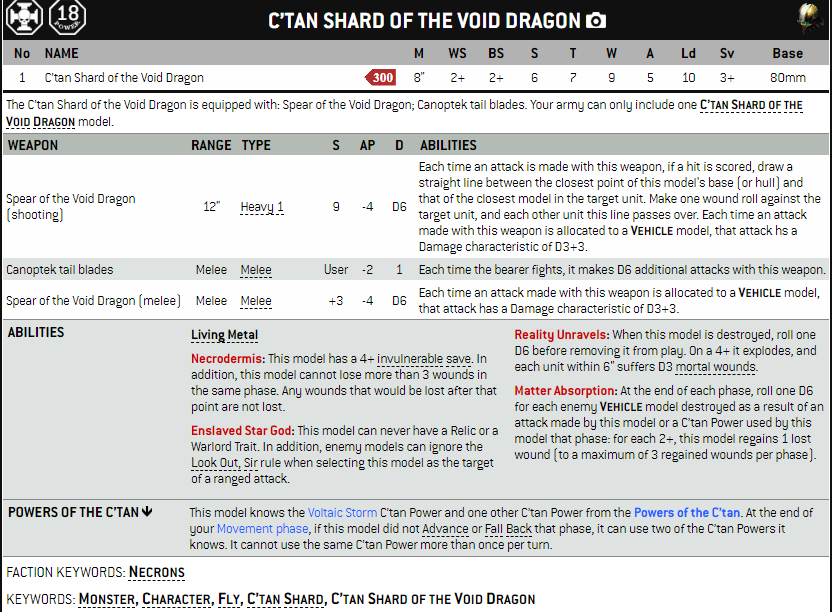 18
POWER
C'TAN SHARD OF THE VOID DRAGON
No NAME M WS BS S T W A Ld Sv Base
1 C'tan Shard of the Void Dragon 300 8" 2+ 2+ 6 7 9 5 10 3+ 80mm
The C'tan Shard of the Void Dragon is equipped with: Spear of the Void Dragon; Canoptek tail blades. Your army can only include one C'TAN SHARD OF THE
VOID DRAGON model.
WEAPON RANGE TYPE S AP D ABILITIES
Spear of the Void Dragon
(shooting)
12" Heavy 1 9 -4 D6
Each time an attack is made with this weapon, if a hit is scored, draw a
straight line between the closest point of this model's base (or hull) and
that of the closest model in the target unit. Make one wound roll against the
target unit, and each other unit this line passes over. Each time an attack
made with this weapon is allocated to a VEHICLE model, that attack hs a
Damage characteristic of D3+3.
Canoptek tail blades Melee Melee User -2 1 Each time the bearer fights, it makes D6 additional attacks with this weapon.
Spear of the Void Dragon (melee) Melee Melee +3 -4 D6
Each time an attack made with this weapon is allocated to a VEHICLE model,
that attack has a Damage characteristic of D3+3.
ABILITIES
Living Metal
Necrodermis: This model has a 4+ invulnerable save. In
addition, this model cannot lose more than 3 wounds in
the same phase. Any wounds that would be lost after that
point are not lost.
Enslaved Star God: This model can never have a Relic or a
Warlord Trait. In addition, enemy models can ignore the
Look Out, Sir rule when selecting this model as the target
of a ranged attack.
Reality Unravels: When this model is destroyed, roll one
D6 before removing it from play. On a 4+ it explodes, and
each unit within 6" suffers D3 mortal wounds.
Matter Absorption: At the end of each phase, roll one D6
for each enemy VEHICLE model destroyed as a result of an
attack made by this model or a C'tan Power used by this
model that phase: for each 2+, this model regains 1 lost
wound (to a maximum of 3 regained wounds per phase).
POWERS OF THE C'TAN
This model knows the Voltaic Storm C'tan Power and one other C'tan Power from the Powers of the C'tan. At the end of
your Movement phase, if this model did not Advance or Fall Back that phase, it can use two of the C'tan Powers it
knows. It cannot use the same C'tan Power more than once per turn.
FACTION KEYWORDS: NECRONS
KEYWORDS: MONSTER, CHARACTER, FLY, C'TAN SHARD, C'TAN SHARD OF THE VOID DRAGON